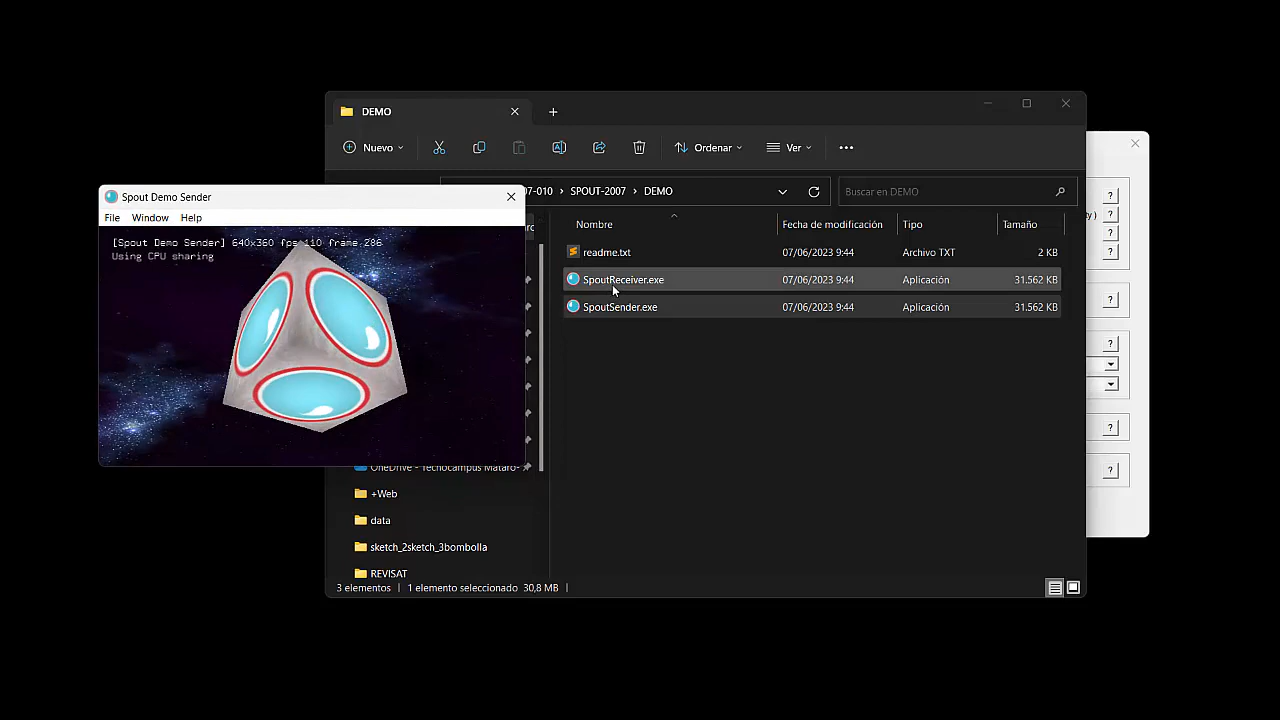 DEMO
Nuevo
Ordenar
Ver
07-010 > SPOUT-2007 > DEMO
Buscar en DEMO
Spout Demo Sender
File Window Help
[Spout Demo Sender] 640x360 fps 110 frame 286
Using CPU sharing
Nombre Fecha de modificación Tipo Tamaño
readme.txt 07/06/2023 9:44 Archivo TXT 2 KB
SpoutReceiver.exe 07/06/2023 9:44 Aplicación 31.562 KB
SpoutSender.exe 07/06/2023 9:44 Aplicación 31.562 KB
OneDrive - Tecnocampus Mataro-
+Web
data
sketch_2sketch_3bombolla
REVISAT
3 elementos 1 elemento seleccionado 30,8 MB
?
ty ) ?
?
?
?
?
?
?